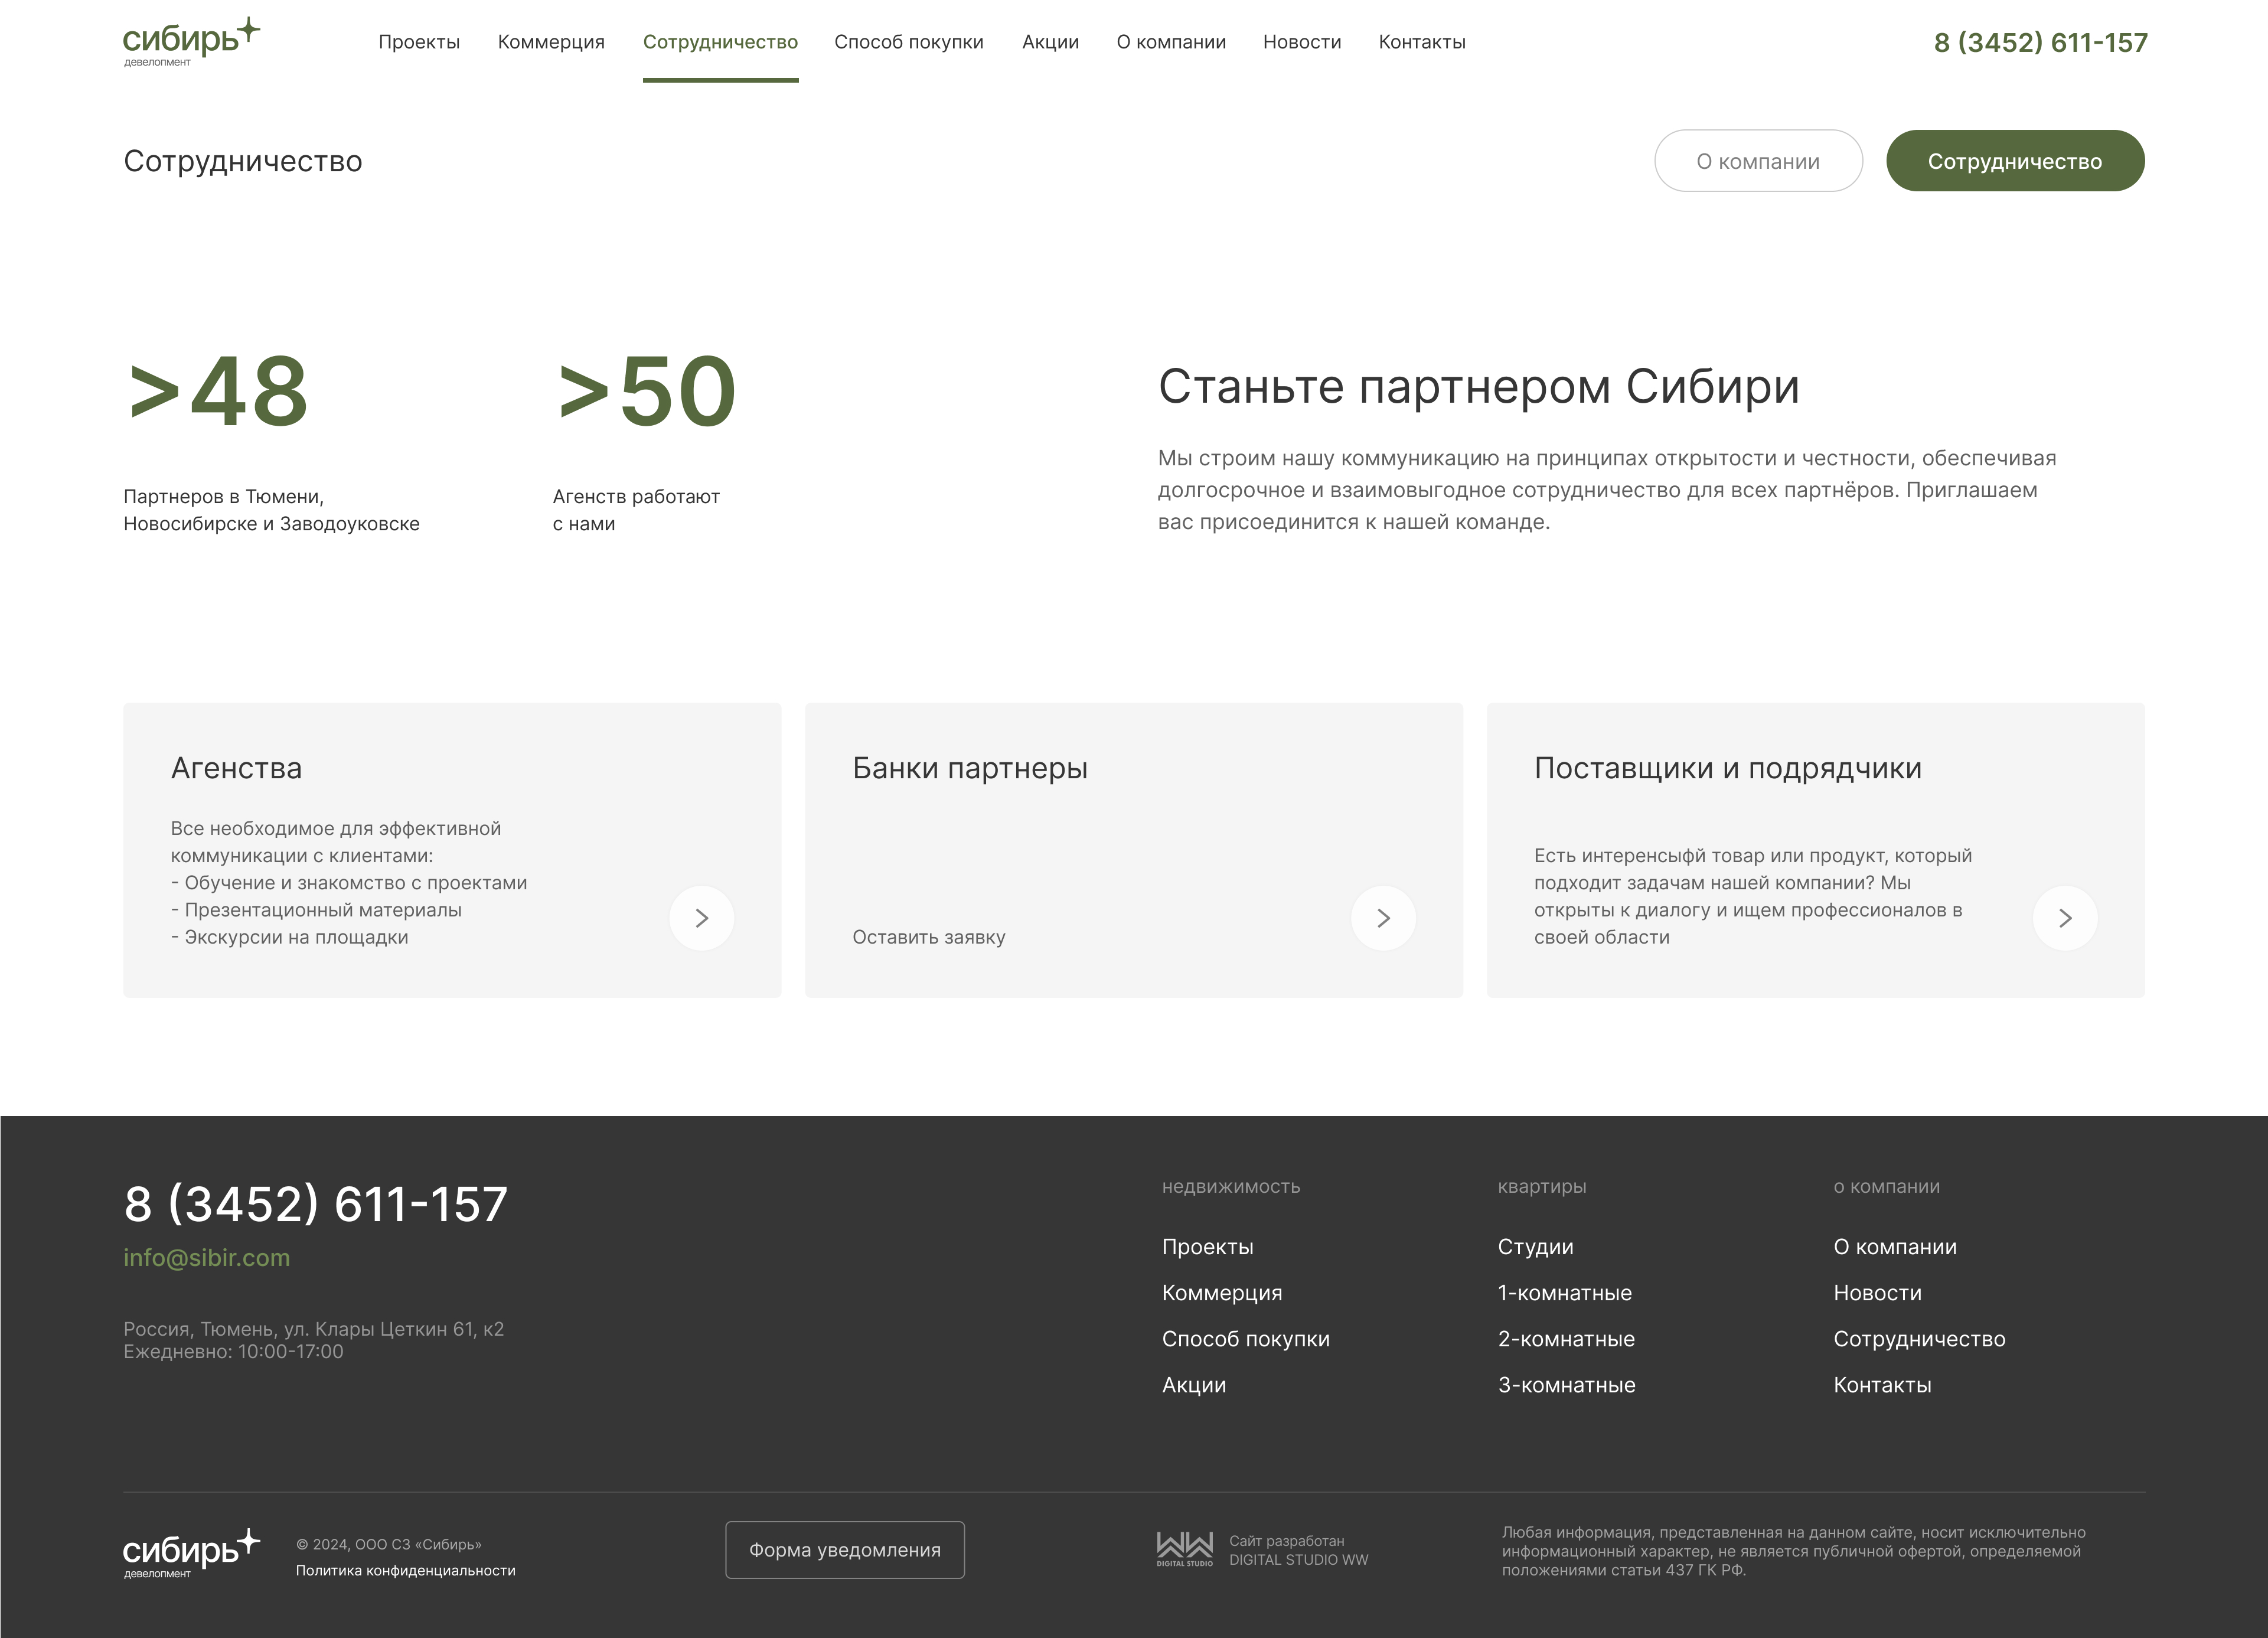 сибирь
девелопмент
Проекты
Коммерция
Сотрудничество
Способ покупки
Акции
О компании
Новости
Контакты
8 (3452) 611-157
Сотрудничество
О компании
Сотрудничество
>48
Партнеров в Тюмени,
Новосибирске и Заводоуковске
>50
Агенств работают
с нами
Станьте партнером Сибири
Мы строим нашу коммуникацию на принципах открытости и честности, обеспечивая
долгосрочное и взаимовыгодное сотрудничество для всех партнёров. Приглашаем
вас присоединится к нашей команде.
Агенства
Все необходимое для эффективной
коммуникации с клиентами:
- Обучение и знакомство с проектами
- Презентационный материалы
- Экскурсии на площадки
Банки партнеры
Оставить заявку
Поставщики и подрядчики
Есть интеренсыфй товар или продукт, который
подходит задачам нашей компании? Мы
открыты к диалогу и ищем профессионалов в
своей области
8 (3452) 611-157
info@sibir.com
Россия, Тюмень, ул. Клары Цеткин 61, к2
Ежедневно: 10:00-17:00
недвижимость
Проекты
Коммерция
Способ покупки
Акции
квартиры
Студии
1-комнатные
2-комнатные
3-комнатные
о компании
О компании
Новости
Сотрудничество
Контакты
сибирь
девелопмент
© 2024, ООО СЗ «Сибирь»
Политика конфиденциальности
Форма уведомления
WW
DIGITAL STUDIO
Сайт разработан
DIGITAL STUDIO WW
Любая информация, представленная на данном сайте, носит исключительно
информационный характер, не является публичной офертой, определяемой
положениями статьи 437 ГК РФ.